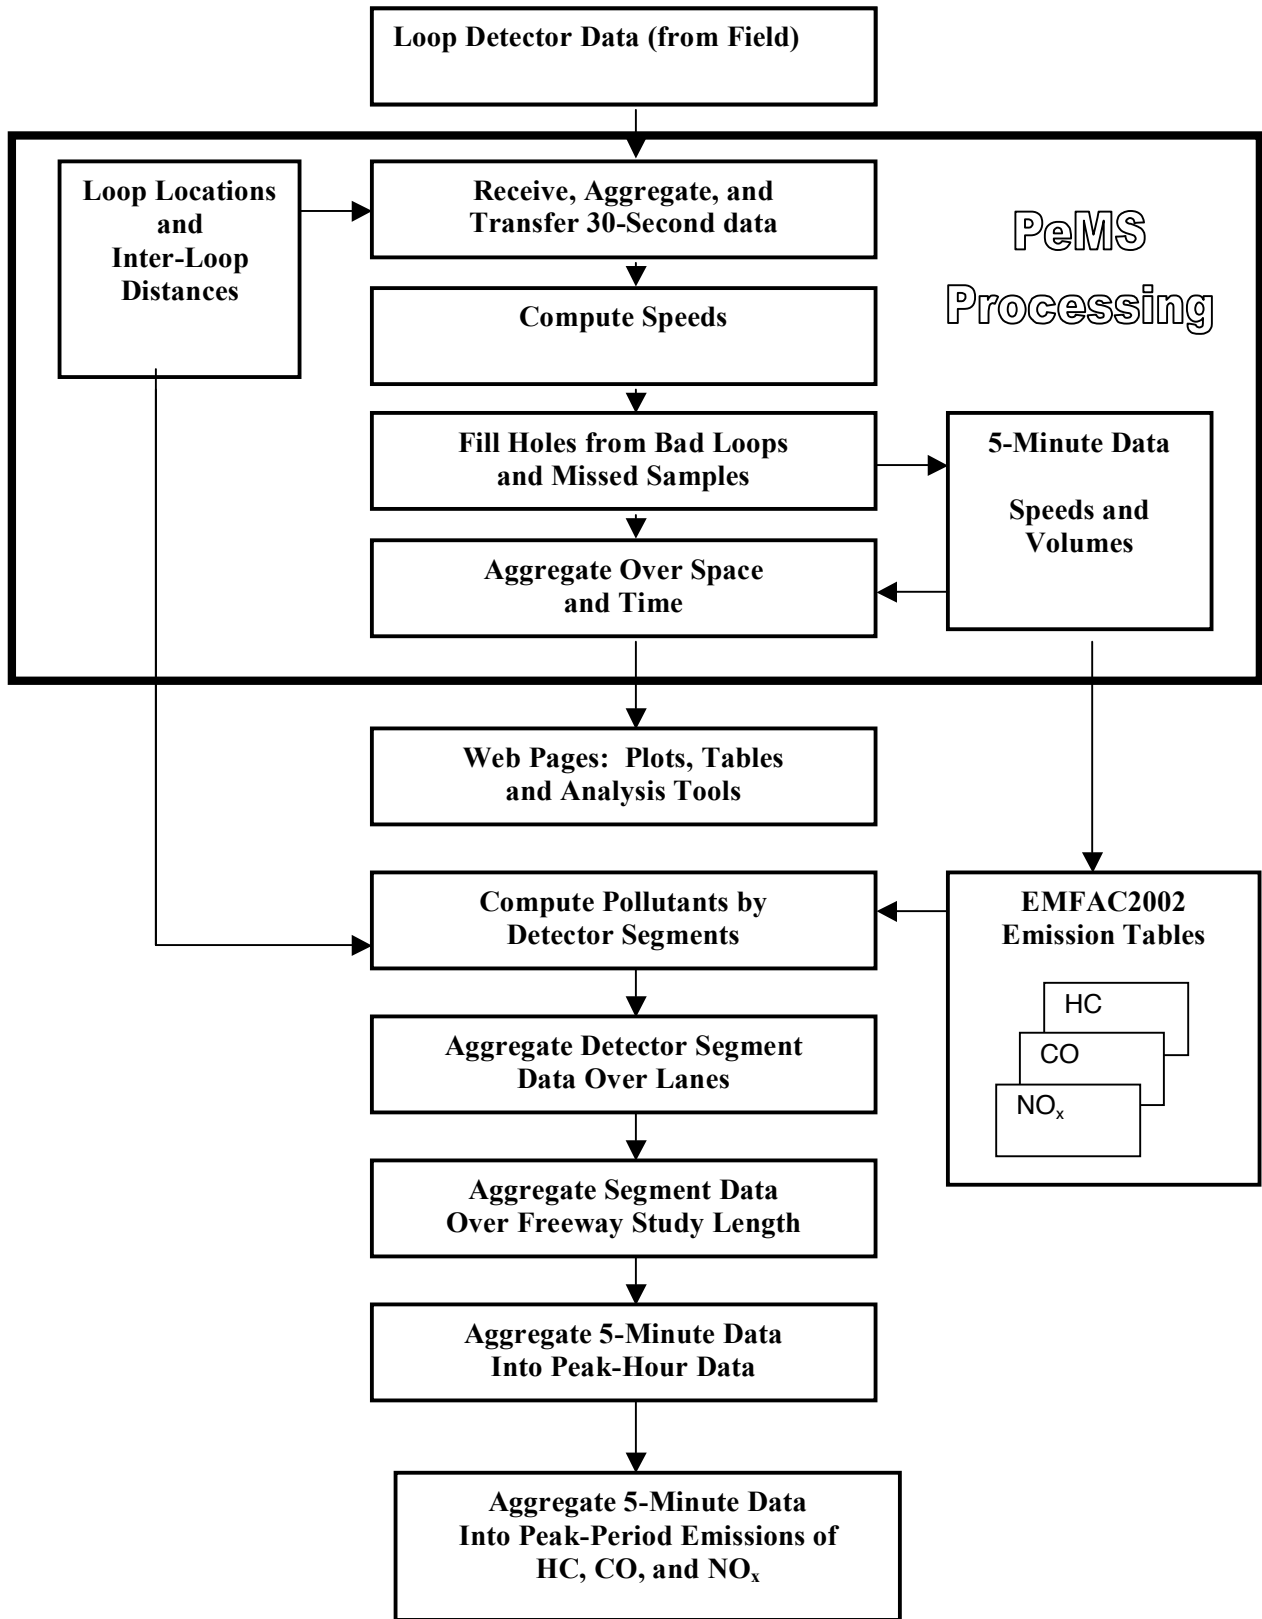 Loop Detector Data (from Field)
Loop Locations
and
Inter-Loop
Distances
Receive, Aggregate, and
Transfer 30-Second data
PeMS
Processing
Compute Speeds
Fill Holes from Bad Loops
and Missed Samples
5-Minute Data
Speeds and
Volumes
Aggregate Over Space
and Time
Web Pages:  Plots, Tables
and Analysis Tools
Compute Pollutants by
Detector Segments
EMFAC2002
Emission Tables
HC
CO
NOₓ
Aggregate Detector Segment
Data Over Lanes
Aggregate Segment Data
Over Freeway Study Length
Aggregate 5-Minute Data
Into Peak-Hour Data
Aggregate 5-Minute Data
Into Peak-Period Emissions of
HC, CO, and NOₓ